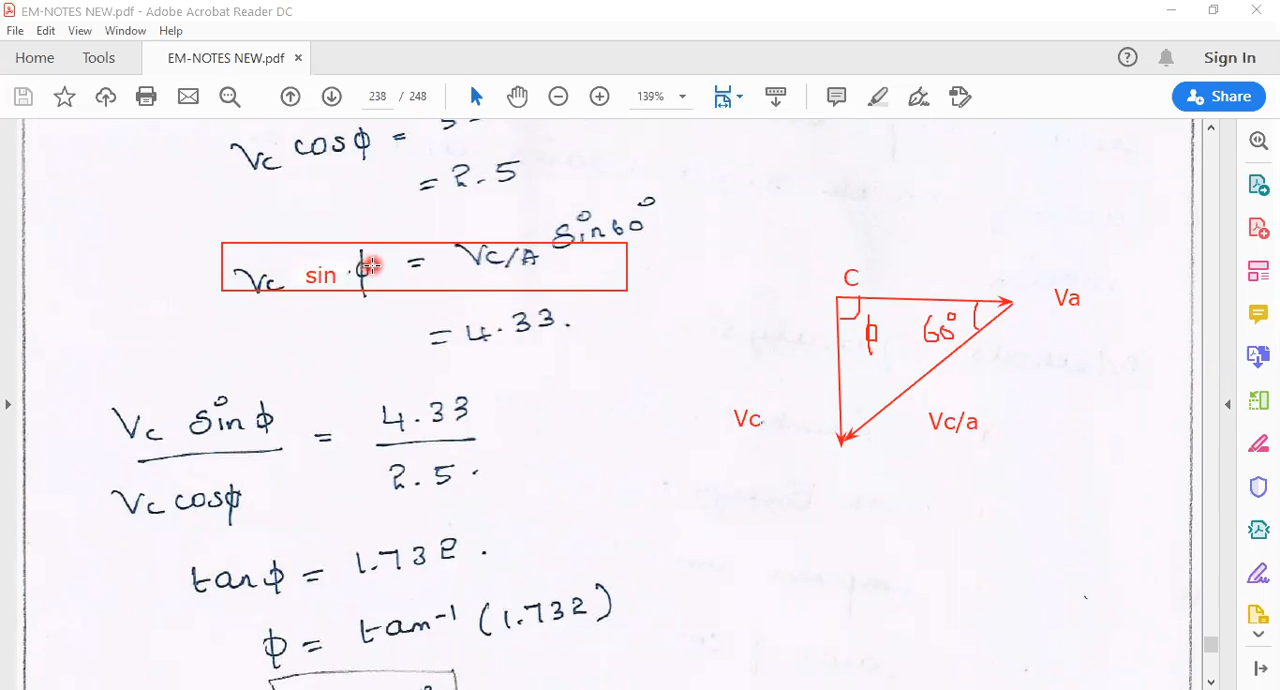 EM-NOTES NEW.pdf - Adobe Acrobat Reader DC
File Edit View Window Help
Home Tools EM-NOTES NEW.pdf × Sign In
238 / 248 139% Share
Vc cosϕ =
= 2.5
Vc sin ϕ = Vc/A Sin60°
= 4.33.
C
Va
ϕ 60°
Vc
Vc/a
Vc Sinϕ = 4.33
Vc cosϕ 2.5
tanϕ = 1.732.
ϕ = tan⁻¹ (1.732)